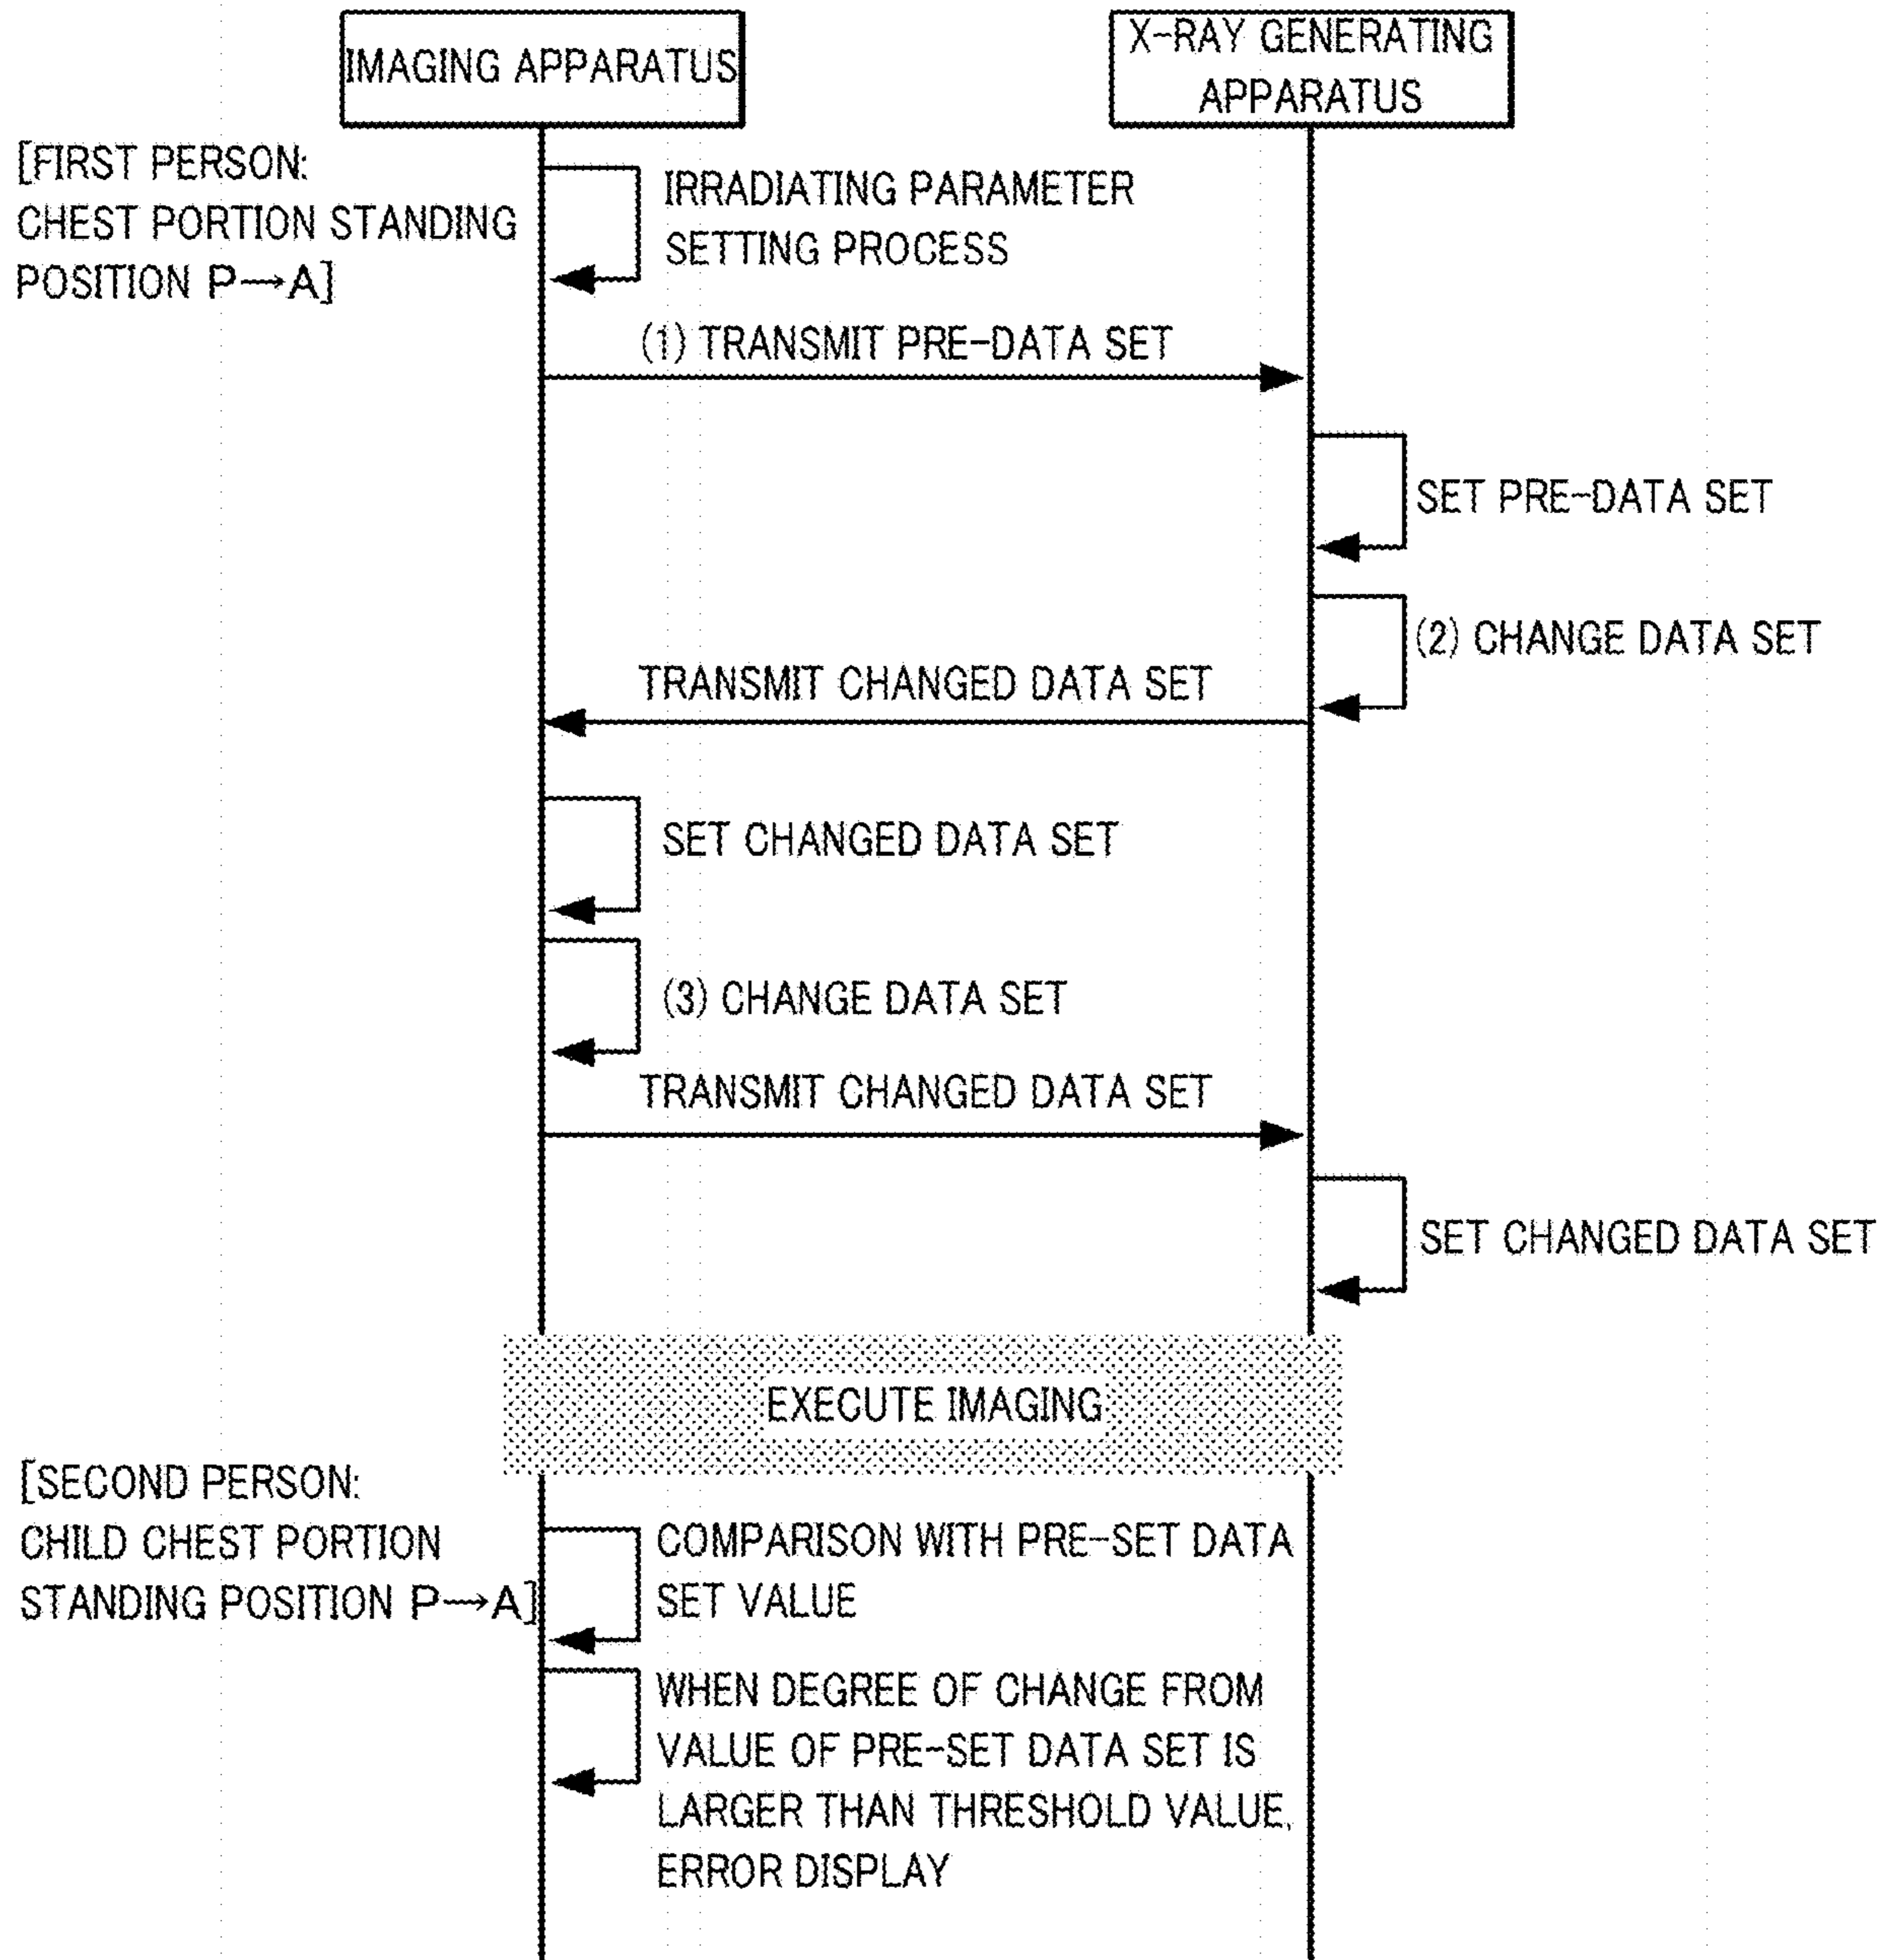 IMAGING APPARATUS
X-RAY GENERATING
APPARATUS
[FIRST PERSON:
CHEST PORTION STANDING
POSITION P→A]
IRRADIATING PARAMETER
SETTING PROCESS
(1) TRANSMIT PRE-DATA SET
SET PRE-DATA SET
(2) CHANGE DATA SET
TRANSMIT CHANGED DATA SET
SET CHANGED DATA SET
(3) CHANGE DATA SET
TRANSMIT CHANGED DATA SET
SET CHANGED DATA SET
EXECUTE IMAGING
[SECOND PERSON:
CHILD CHEST PORTION
STANDING POSITION P→A]
COMPARISON WITH PRE-SET DATA
SET VALUE
WHEN DEGREE OF CHANGE FROM
VALUE OF PRE-SET DATA SET IS
LARGER THAN THRESHOLD VALUE,
ERROR DISPLAY